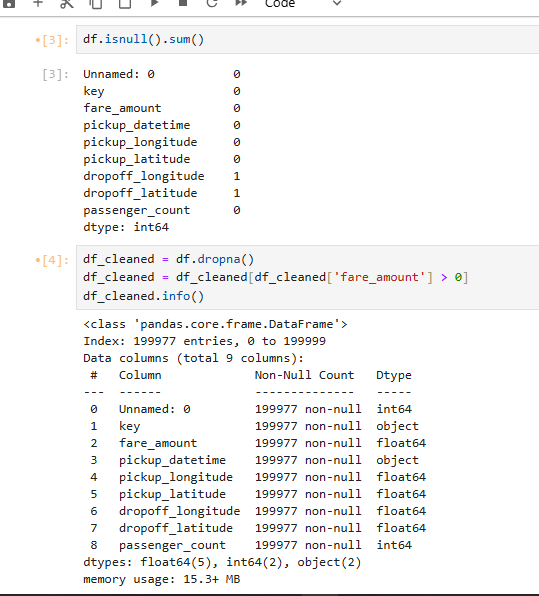 Code
[3]: df.isnull().sum()
[3]: Unnamed: 0           0
key                  0
fare_amount          0
pickup_datetime      0
pickup_longitude     0
pickup_latitude      0
dropoff_longitude    1
dropoff_latitude     1
passenger_count      0
dtype: int64
[4]: df_cleaned = df.dropna()
df_cleaned = df_cleaned[df_cleaned['fare_amount'] > 0]
df_cleaned.info()
<class 'pandas.core.frame.DataFrame'>
Index: 199977 entries, 0 to 199999
Data columns (total 9 columns):
 #   Column             Non-Null Count   Dtype
---  ------             --------------   -----
 0   Unnamed: 0         199977 non-null  int64
 1   key                199977 non-null  object
 2   fare_amount        199977 non-null  float64
 3   pickup_datetime    199977 non-null  object
 4   pickup_longitude   199977 non-null  float64
 5   pickup_latitude    199977 non-null  float64
 6   dropoff_longitude  199977 non-null  float64
 7   dropoff_latitude   199977 non-null  float64
 8   passenger_count    199977 non-null  int64
dtypes: float64(5), int64(2), object(2)
memory usage: 15.3+ MB